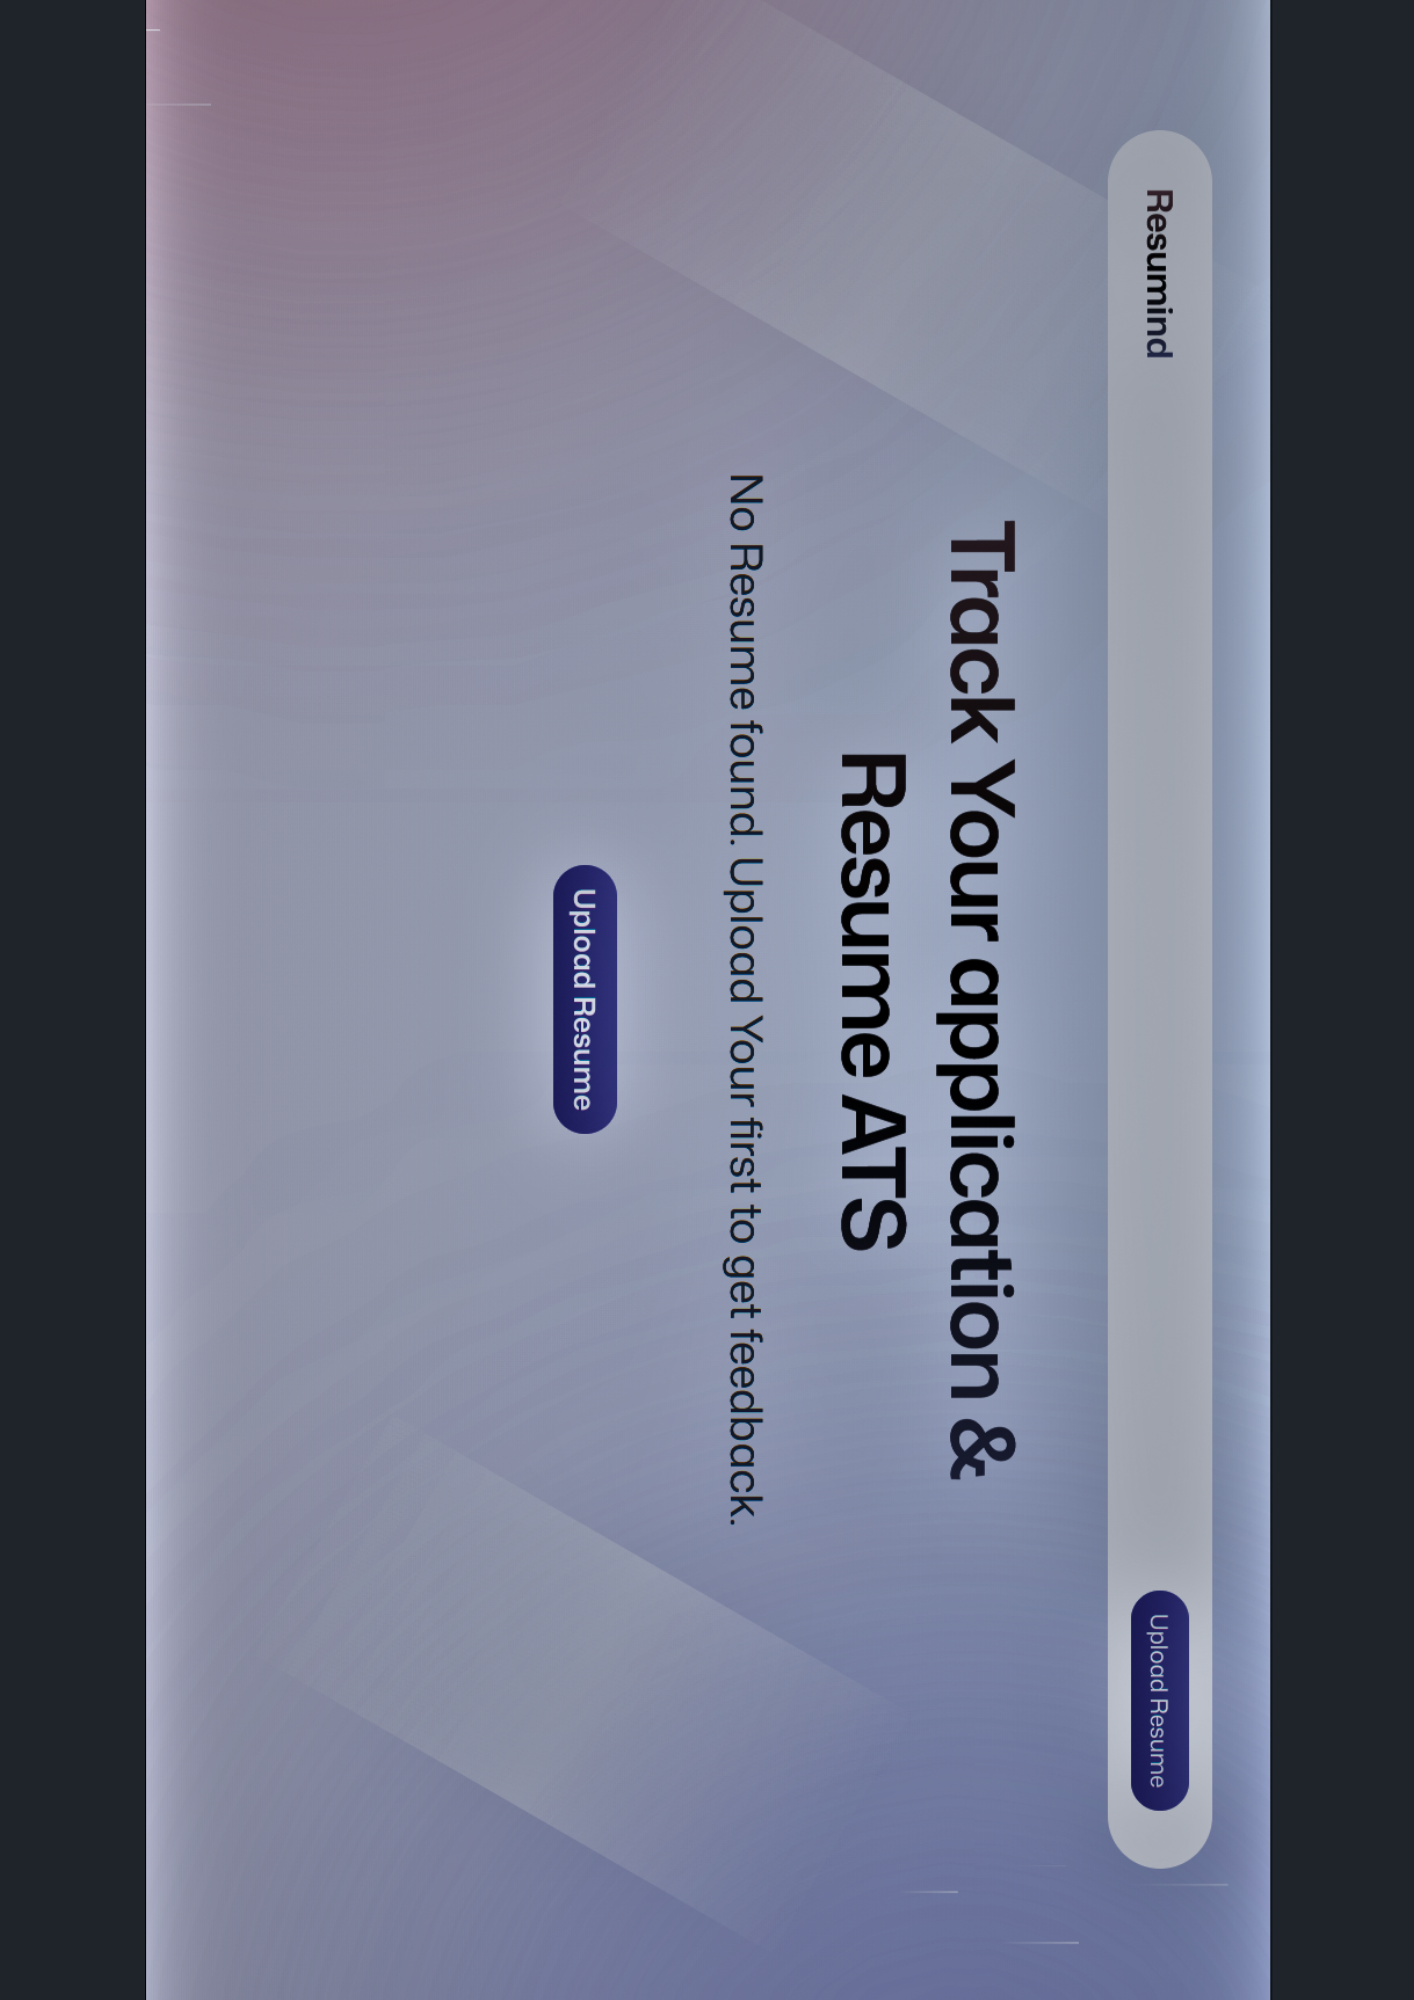 Resumind
Upload Resume
Track Your application &
Resume ATS
No Resume found. Upload Your first to get feedback.
Upload Resume